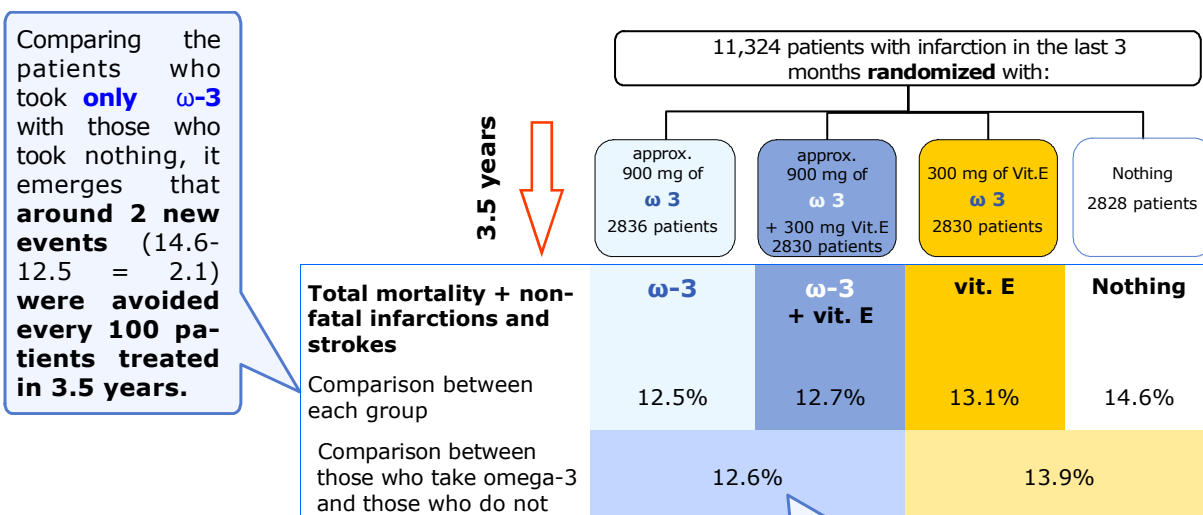 Comparing the
patients who
took only ω-3
with those who
took nothing, it
emerges that
around 2 new
events (14.6-
12.5 = 2.1)
were avoided
every 100 pa-
tients treated
in 3.5 years.
11,324 patients with infarction in the last 3
months randomized with:
3.5 years
approx.
900 mg of
ω 3
2836 patients
approx.
900 mg of
ω 3
+ 300 mg Vit.E
2830 patients
300 mg of Vit.E
ω 3
2830 patients
Nothing
2828 patients
Total mortality + non-
fatal infarctions and
strokes
ω-3
ω-3
+ vit. E
vit. E
Nothing
Comparison between
each group
12.5%
12.7%
13.1%
14.6%
Comparison between
those who take omega-3
and those who do not
12.6%
13.9%